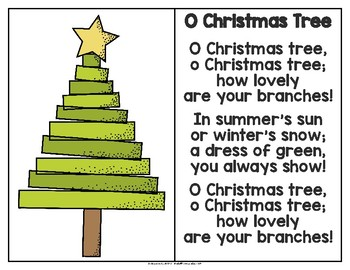 O Christmas Tree
O Christmas tree,
o Christmas tree;
how lovely
are your branches!
In summer's sun
or winter's snow;
a dress of green,
you always show!
O Christmas tree,
o Christmas tree;
how lovely
are your branches!